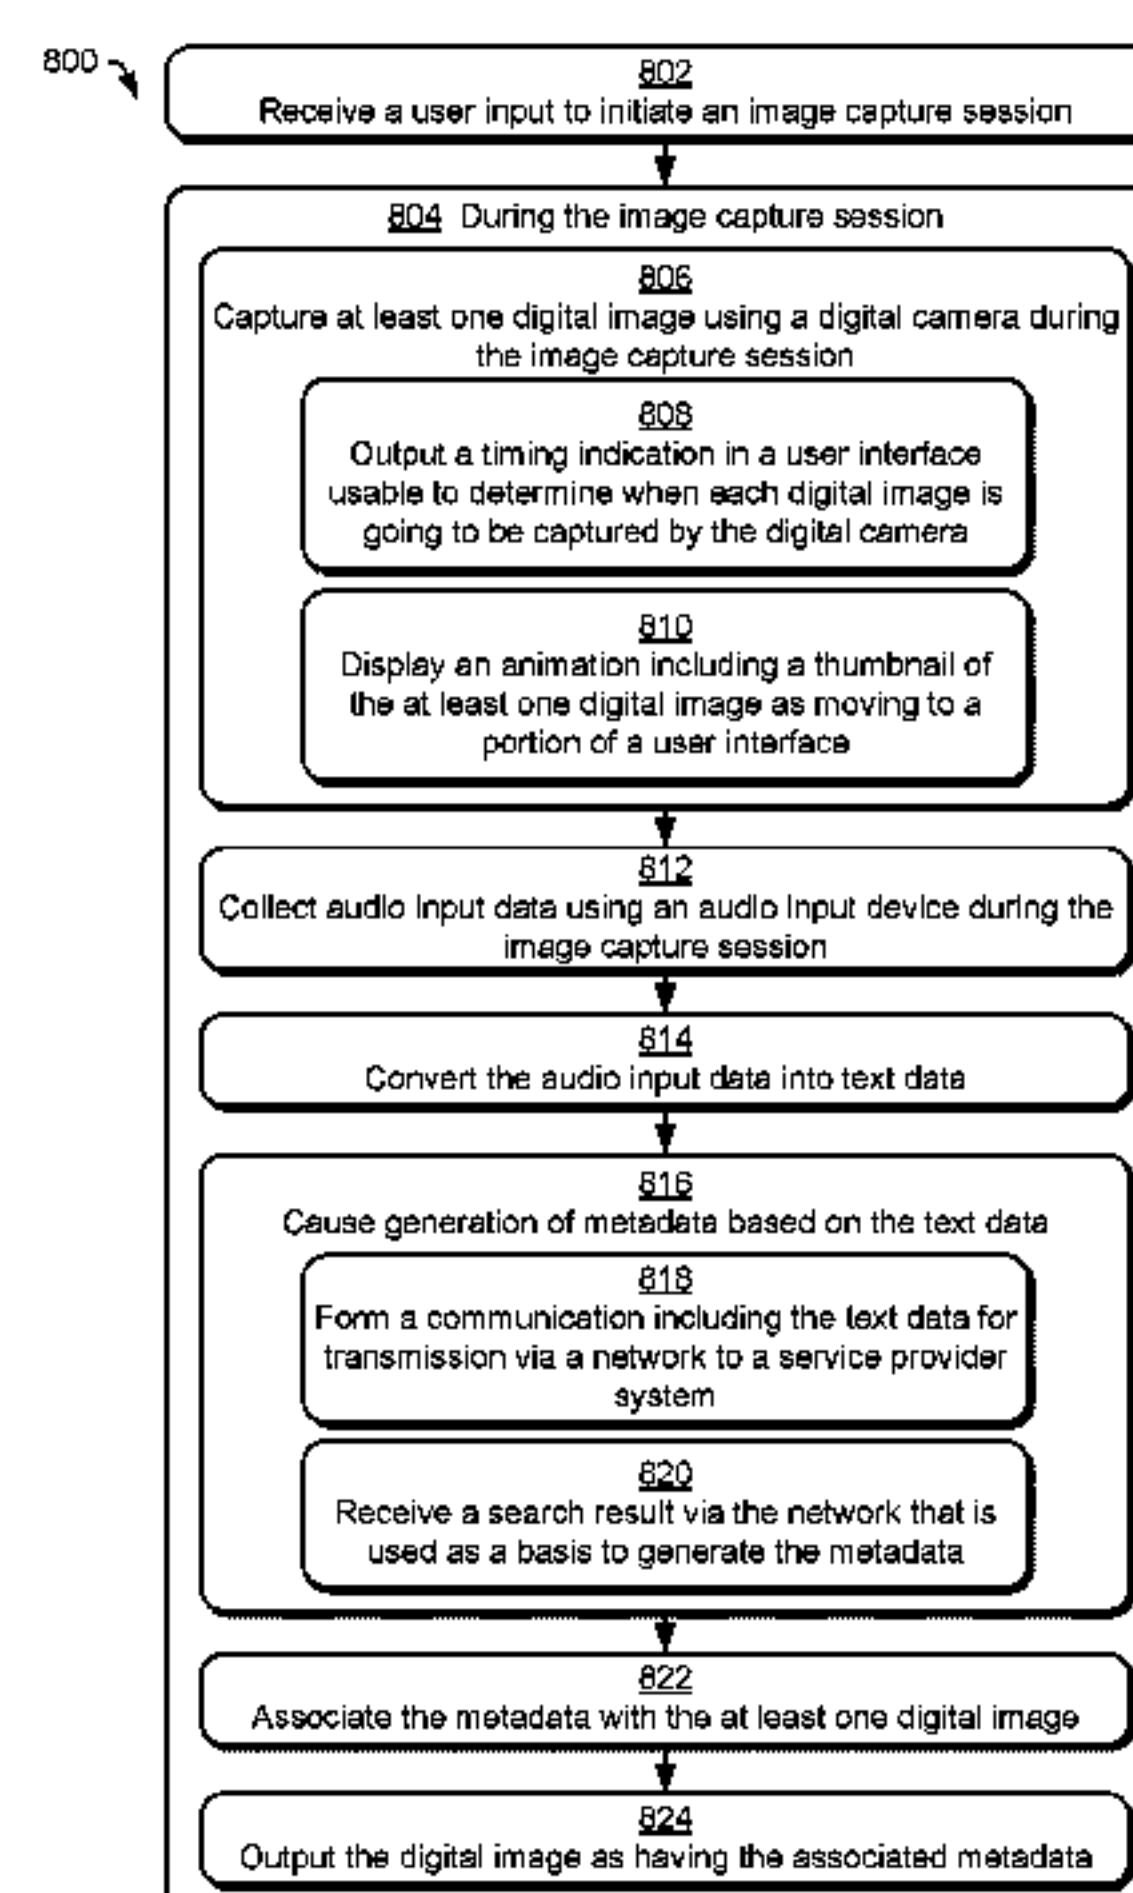 800
802
Receive a user input to initiate an image capture session
804 During the image capture session
806
Capture at least one digital image using a digital camera during
the image capture session
808
Output a timing indication in a user interface
usable to determine when each digital image is
going to be captured by the digital camera
810
Display an animation including a thumbnail of
the at least one digital image as moving to a
portion of a user interface
812
Collect audio input data using an audio input device during the
image capture session
814
Convert the audio input data into text data
816
Cause generation of metadata based on the text data
818
Form a communication including the text data for
transmission via a network to a service provider
system
820
Receive a search result via the network that is
used as a basis to generate the metadata
822
Associate the metadata with the at least one digital image
824
Output the digital image as having the associated metadata